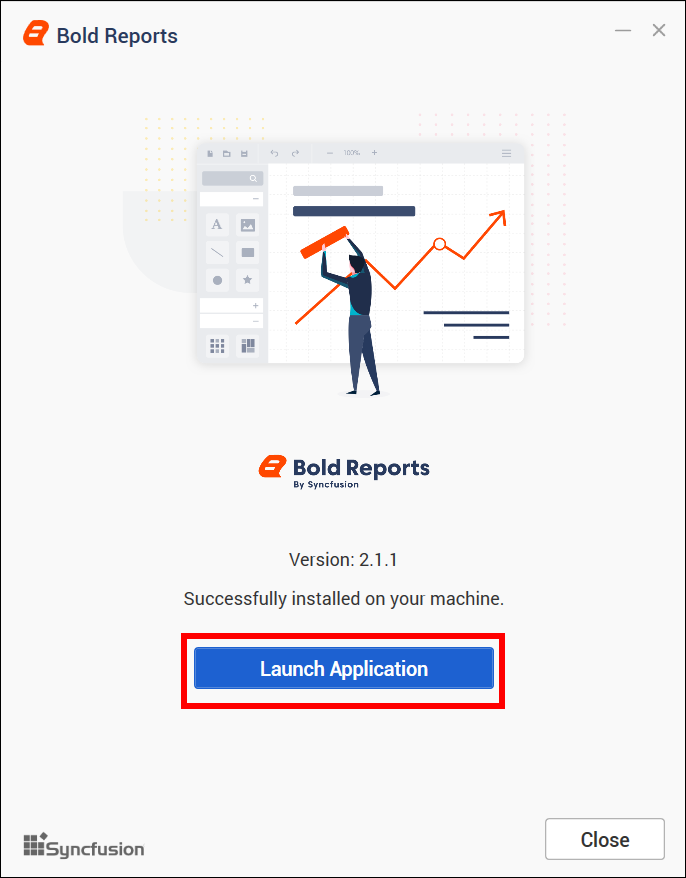 Bold Reports
100%
A
Bold Reports
By Syncfusion
Version: 2.1.1
Successfully installed on your machine.
Launch Application
Syncfusion
Close